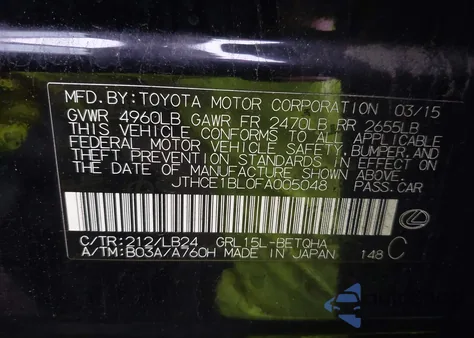 MFD. BY: TOYOTA MOTOR CORPORATION 03/15
GVWR 4960LB GAWR FR 2470LB RR 2655LB
THIS VEHICLE CONFORMS TO ALL APPLICABLE
FEDERAL MOTOR VEHICLE SAFETY, BUMPER, AND
THEFT PREVENTION STANDARDS IN EFFECT ON
THE DATE OF MANUFACTURE SHOWN ABOVE.
JTHCE1BL0FA005048 PASS.CAR
C/TR: 212/LB24 GRL15L-BETQHA
A/TM: B03A/A760H MADE IN JAPAN 148 C